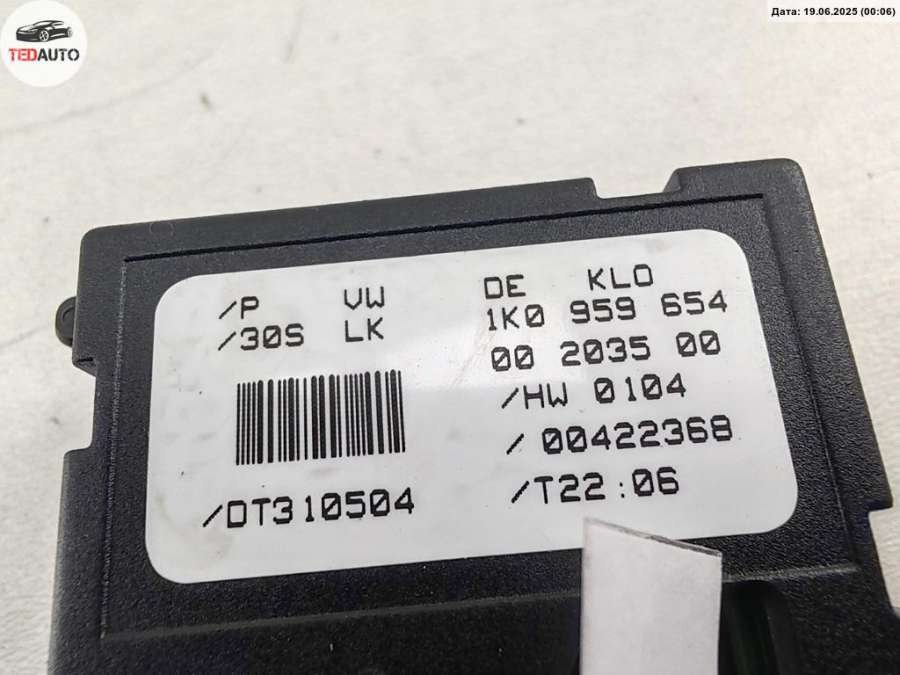 TEDAUTO
Дата: 19.06.2025 (00:06)
/P VW DE KLO
/30S LK 1K0 959 654
00 2035 00
/HW 0104
/00422368
/DT310504 /T22:06